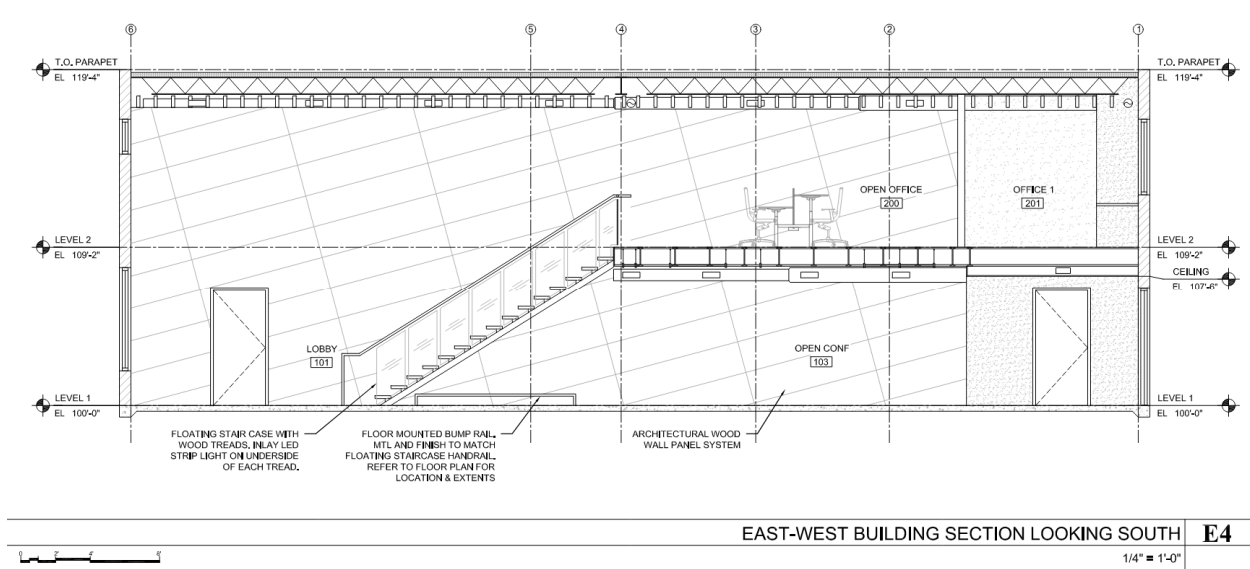 6
5
4
3
2
1
T.O. PARAPET
EL 119'-4"
T.O. PARAPET
EL 119'-4"
OPEN OFFICE
200
OFFICE 1
201
LEVEL 2
EL 109'-2"
LEVEL 2
EL 109'-2"
CEILING
EL 107'-6"
LOBBY
101
OPEN CONF
103
LEVEL 1
EL 100'-0"
LEVEL 1
EL 100'-0"
FLOATING STAIR CASE WITH
WOOD TREADS. INLAY LED
STRIP LIGHT ON UNDERSIDE
OF EACH TREAD.
FLOOR MOUNTED BUMP RAIL.
MTL AND FINISH TO MATCH
FLOATING STAIRCASE HANDRAIL.
REFER TO FLOOR PLAN FOR
LOCATION & EXTENTS
ARCHITECTURAL WOOD
WALL PANEL SYSTEM
EAST-WEST BUILDING SECTION LOOKING SOUTH E4
1/4" = 1'-0"
0 2' 4' 8'